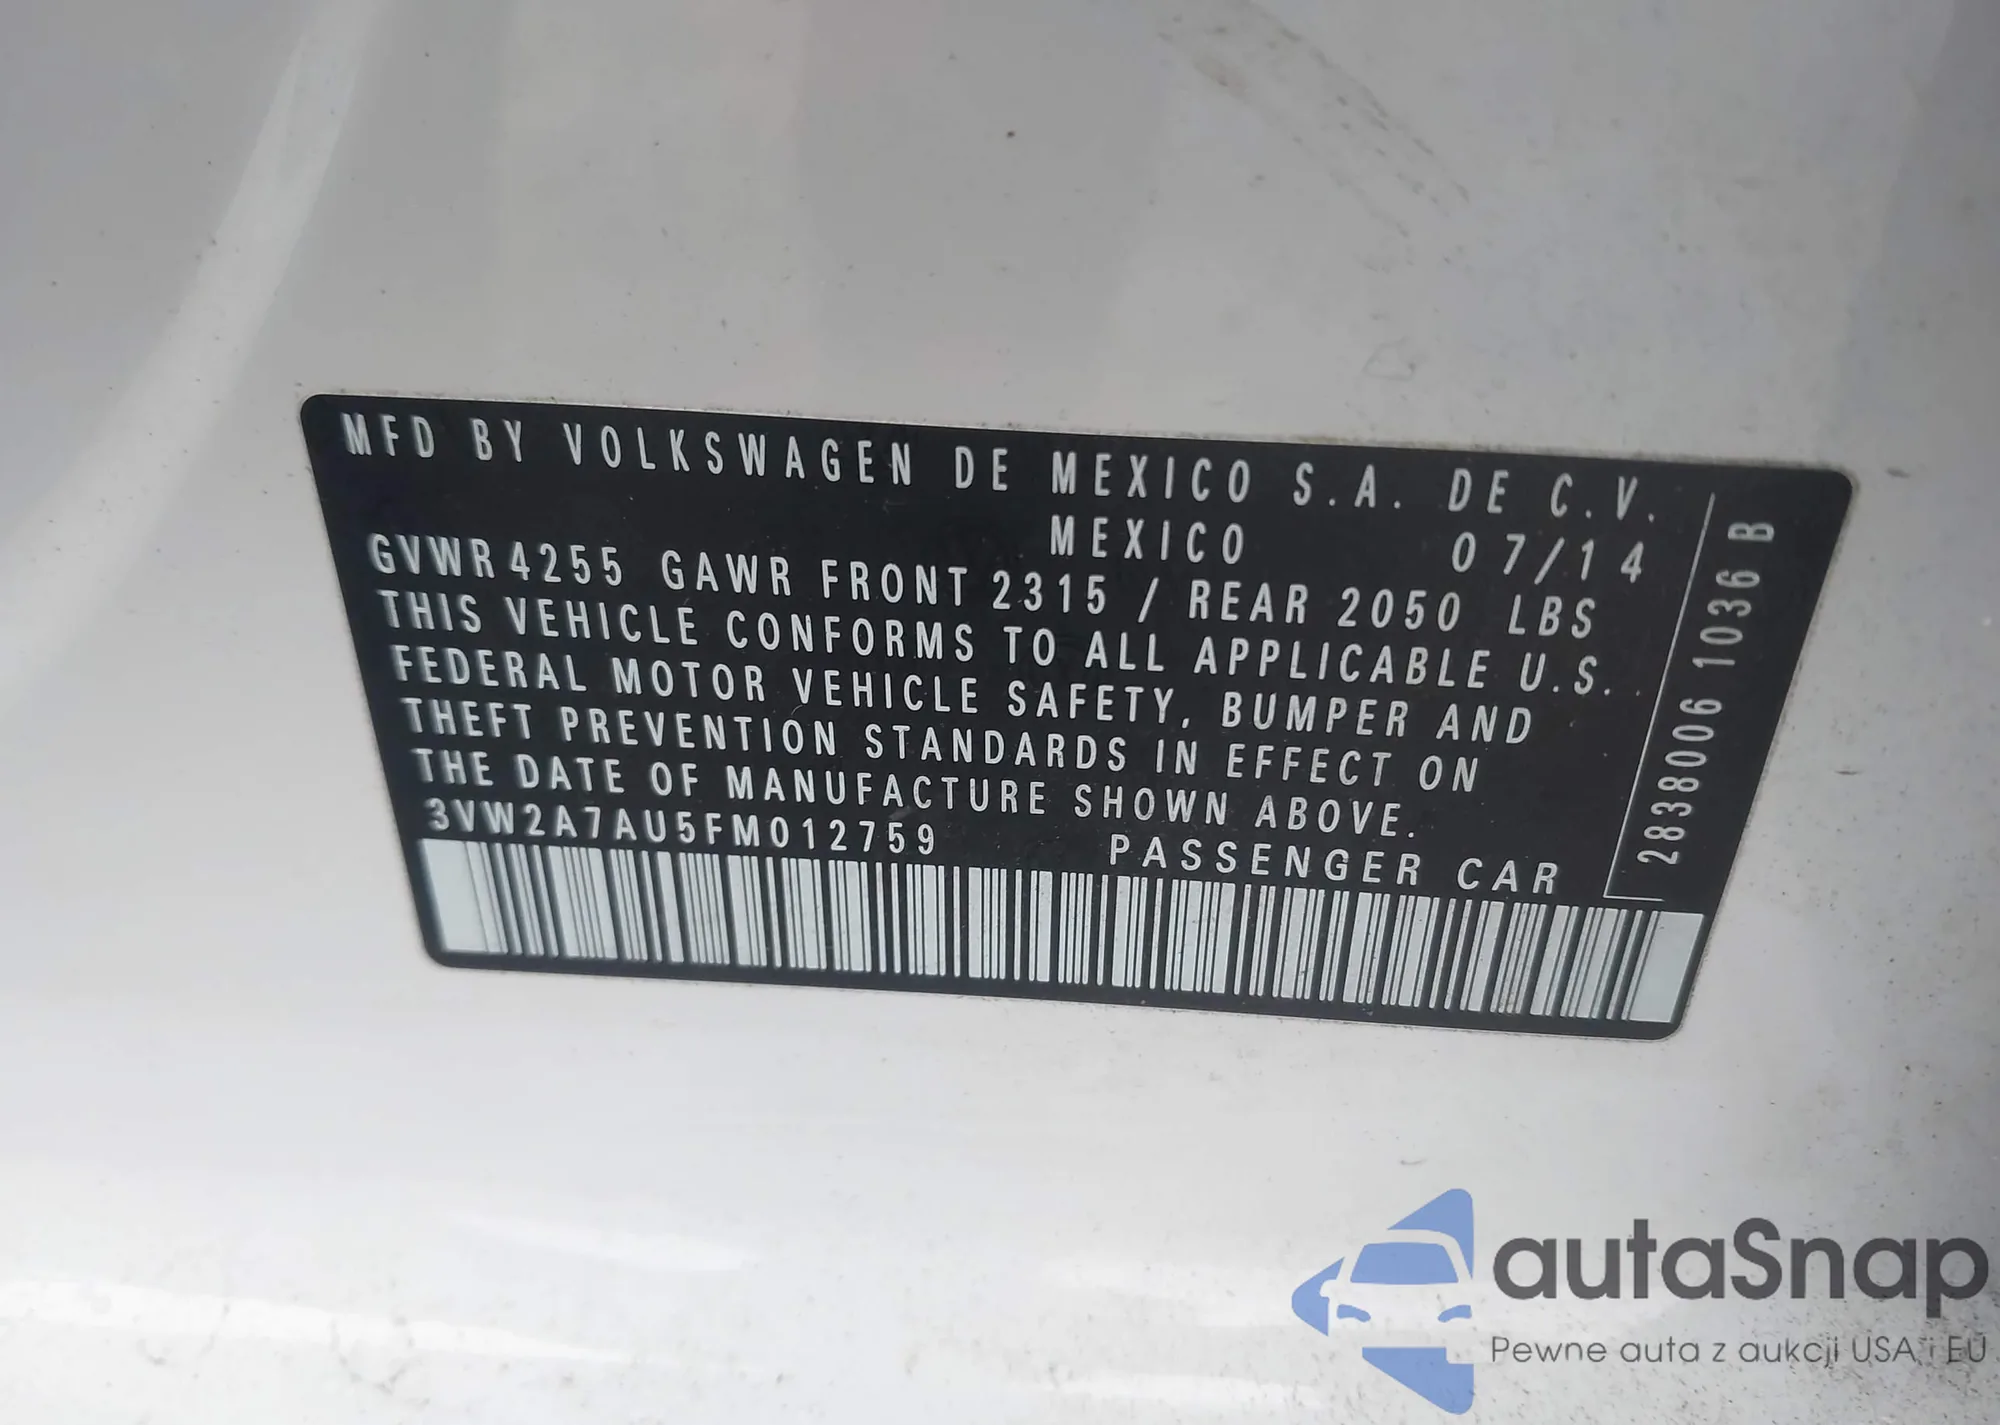 MFD BY VOLKSWAGEN DE MEXICO S.A. DE C.V.
MEXICO 07/14
GVWR 4255 GAWR FRONT 2315 / REAR 2050 LBS
THIS VEHICLE CONFORMS TO ALL APPLICABLE U.S.
FEDERAL MOTOR VEHICLE SAFETY, BUMPER AND
THEFT PREVENTION STANDARDS IN EFFECT ON
THE DATE OF MANUFACTURE SHOWN ABOVE.
3VW2A7AU5FM012759 PASSENGER CAR
2838006 1036 B
autaSnap
Pewne auta z aukcji USA i EU